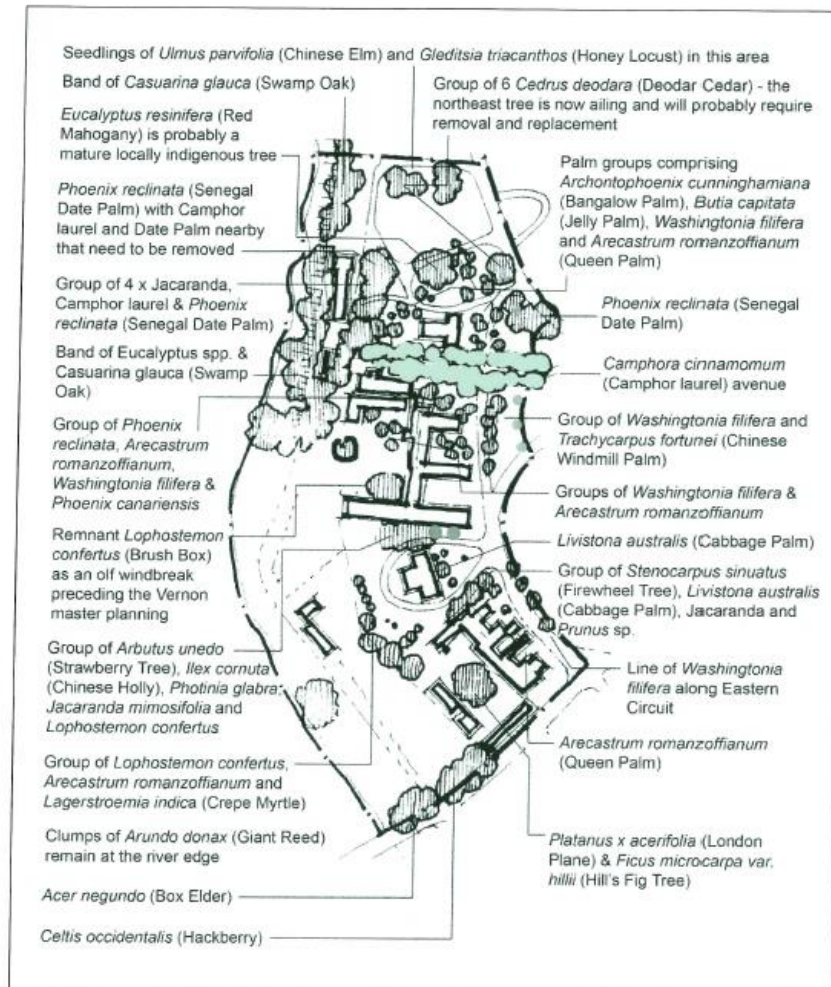 Seedlings of Ulmus parvifolia (Chinese Elm) and Gleditsia triacanthos (Honey Locust) in this area
Band of Casuarina glauca (Swamp Oak)
Eucalyptus resinifera (Red
Mahogany) is probably a
mature locally indigenous tree
Phoenix reclinata (Senegal
Date Palm) with Camphor
laurel and Date Palm nearby
that need to be removed
Group of 4 x Jacaranda,
Camphor laurel & Phoenix
reclinata (Senegal Date Palm)
Band of Eucalyptus spp. &
Casuarina glauca (Swamp
Oak)
Group of Phoenix
reclinata, Arecastrum
romanzoffianum,
Washingtonia filifera &
Phoenix canariensis
Remnant Lophostemon
confertus (Brush Box)
as an olf windbreak
preceding the Vernon
master planning
Group of Arbutus unedo
(Strawberry Tree), Ilex cornuta
(Chinese Holly), Photinia glabra,
Jacaranda mimosifolia and
Lophostemon confertus
Group of Lophostemon confertus,
Arecastrum romanzoffianum and
Lagerstroemia indica (Crepe Myrtle)
Clumps of Arundo donax (Giant Reed)
remain at the river edge
Acer negundo (Box Elder)
Celtis occidentalis (Hackberry)
Group of 6 Cedrus deodara (Deodar Cedar) - the
northeast tree is now ailing and will probably require
removal and replacement
Palm groups comprising
Archontophoenix cunninghamiana
(Bangalow Palm), Butia capitata
(Jelly Palm), Washingtonia filifera
and Arecastrum romanzoffianum
(Queen Palm)
Phoenix reclinata (Senegal
Date Palm)
Camphora cinnamomum
(Camphor laurel) avenue
Group of Washingtonia filifera and
Trachycarpus fortunei (Chinese
Windmill Palm)
Groups of Washingtonia filifera &
Arecastrum romanzoffianum
Livistona australis (Cabbage Palm)
Group of Stenocarpus sinuatus
(Firewheel Tree), Livistona australis
(Cabbage Palm), Jacaranda and
Prunus sp.
Line of Washingtonia
filifera along Eastern
Circuit
Arecastrum romanzoffianum
(Queen Palm)
Platanus x acerifolia (London
Plane) & Ficus microcarpa var.
hillii (Hill's Fig Tree)